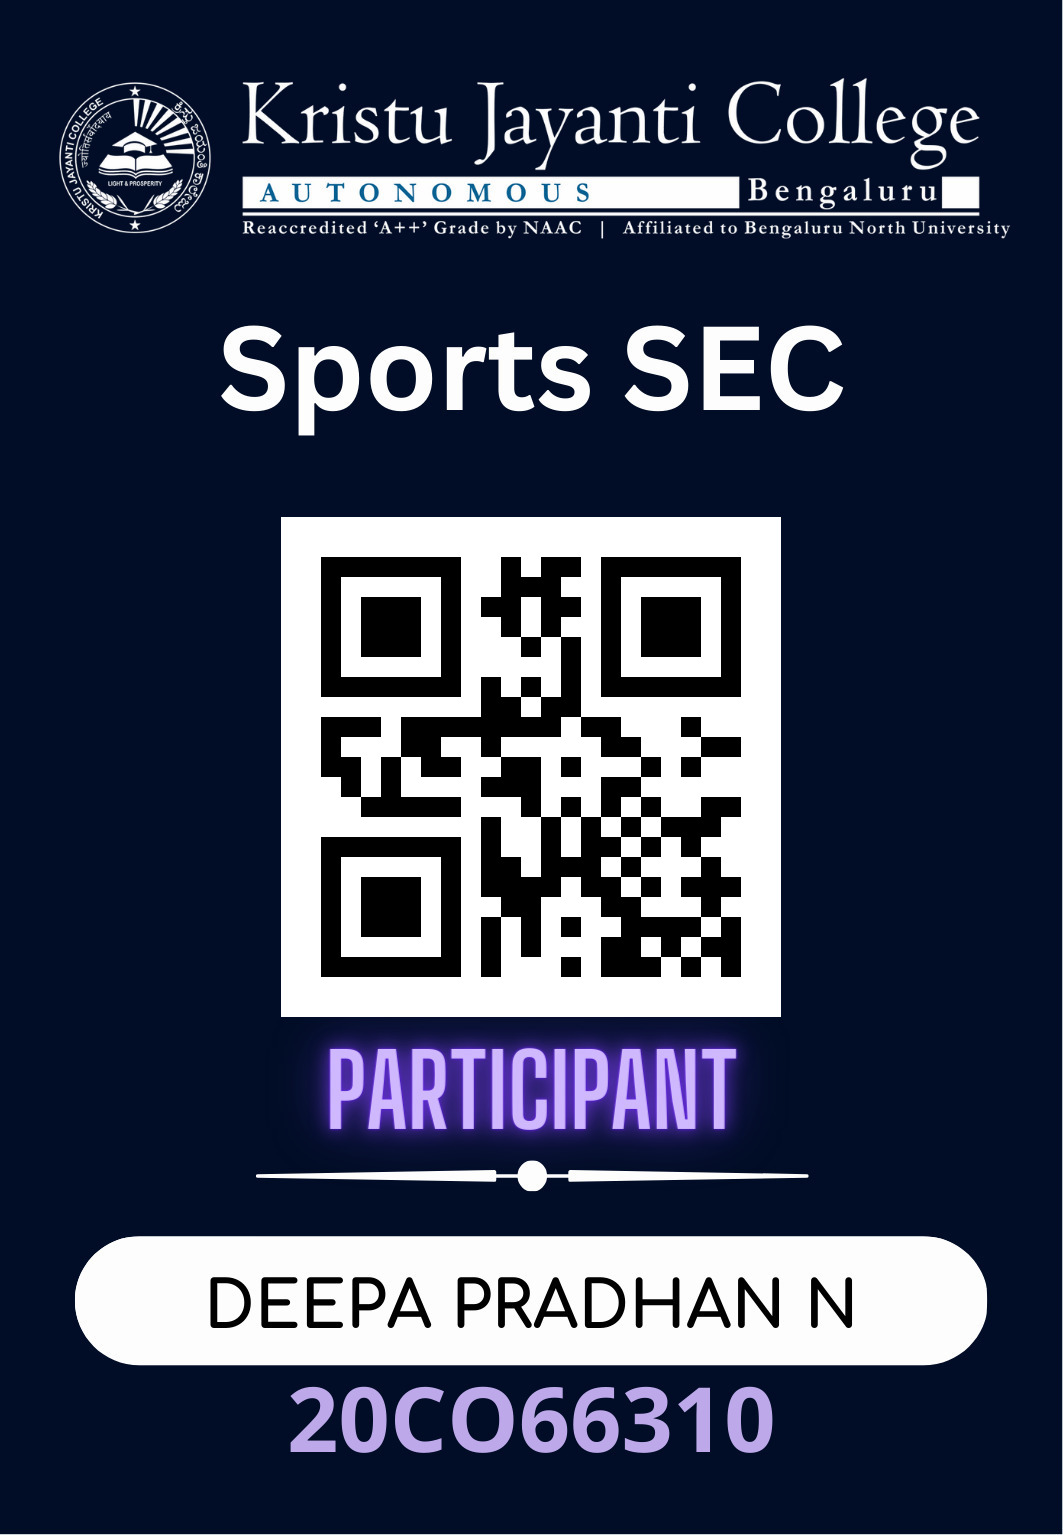 Kristu Jayanti College
AUTONOMOUS Bengaluru
Reaccredited ‘A++’ Grade by NAAC | Affiliated to Bengaluru North University
KRISTU JAYANTI COLLEGE
ಕ್ರಿಸ್ತು ಜಯಂತಿ ಕಾಲೇಜು
LIGHT & PROSPERITY
Sports SEC
PARTICIPANT
DEEPA PRADHAN N
20CO66310